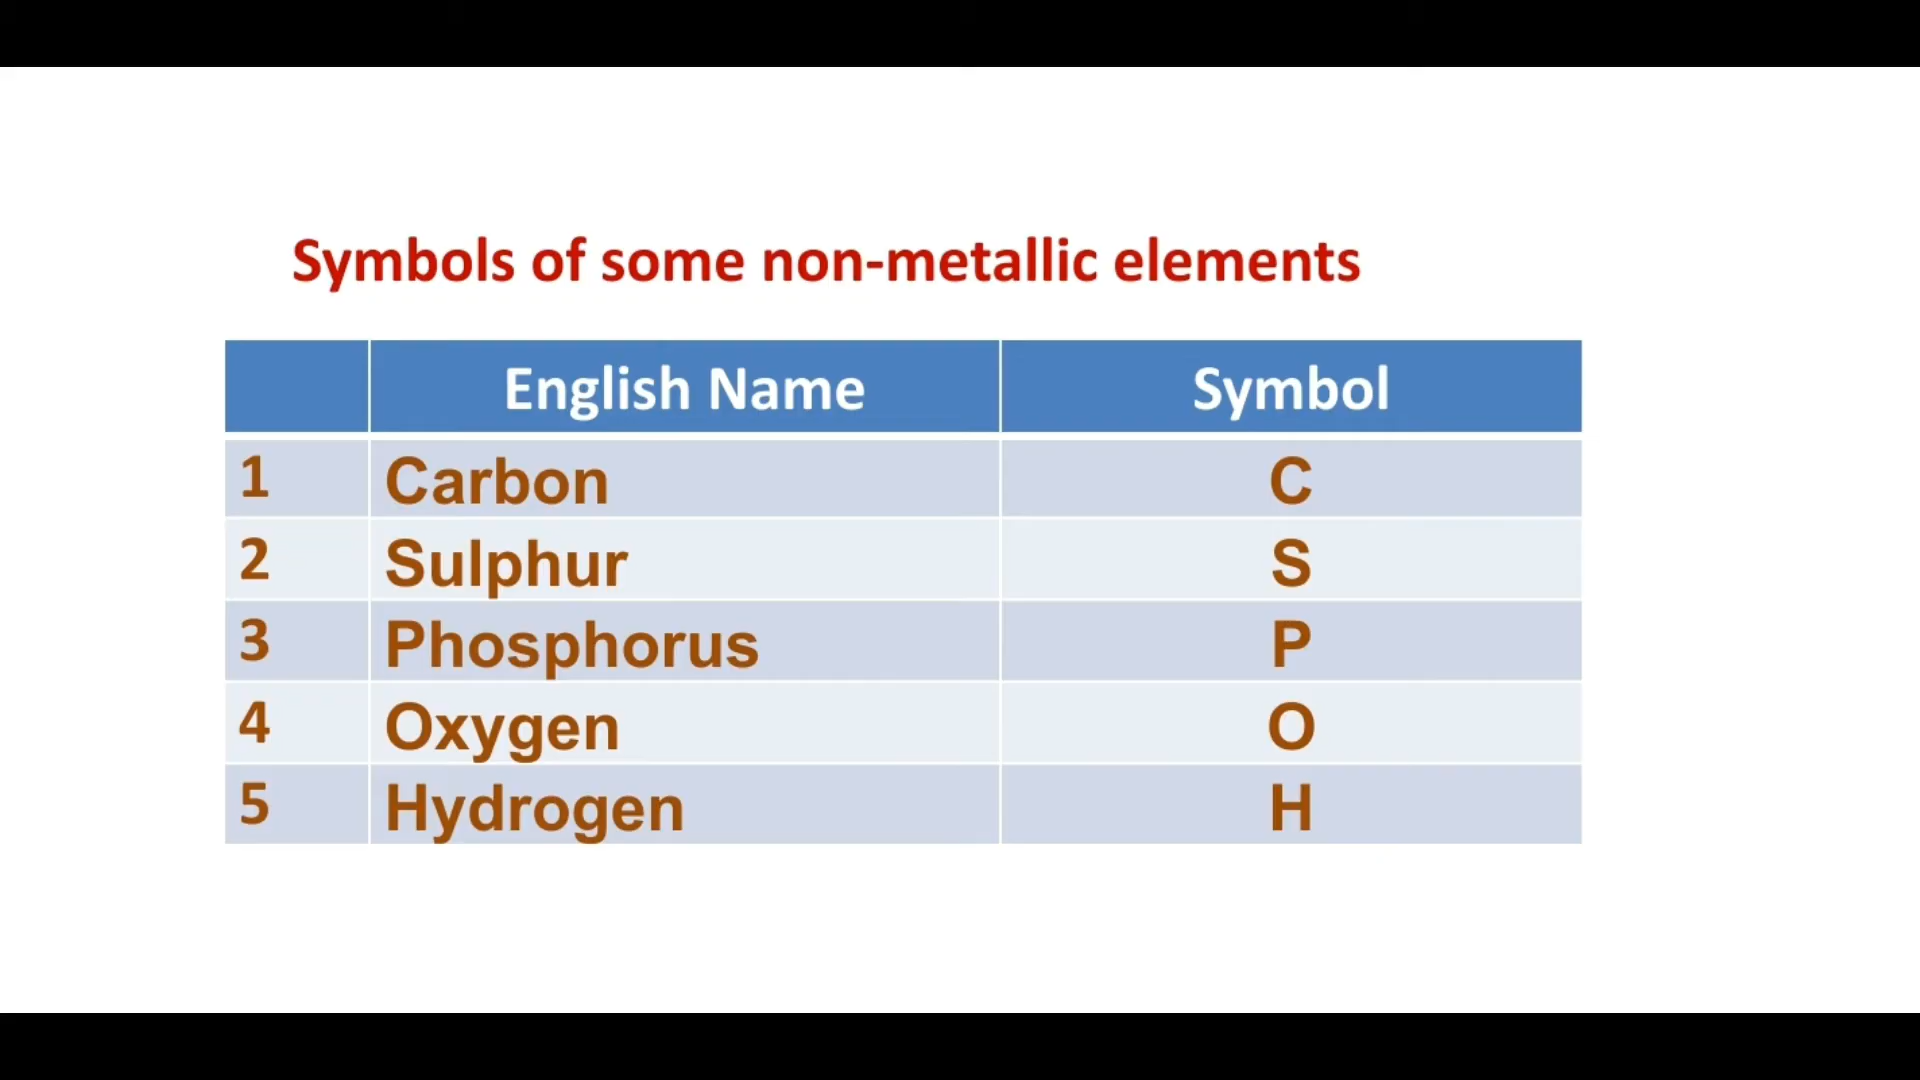 Symbols of some non-metallic elements
English Name Symbol
1 Carbon C
2 Sulphur S
3 Phosphorus P
4 Oxygen O
5 Hydrogen H